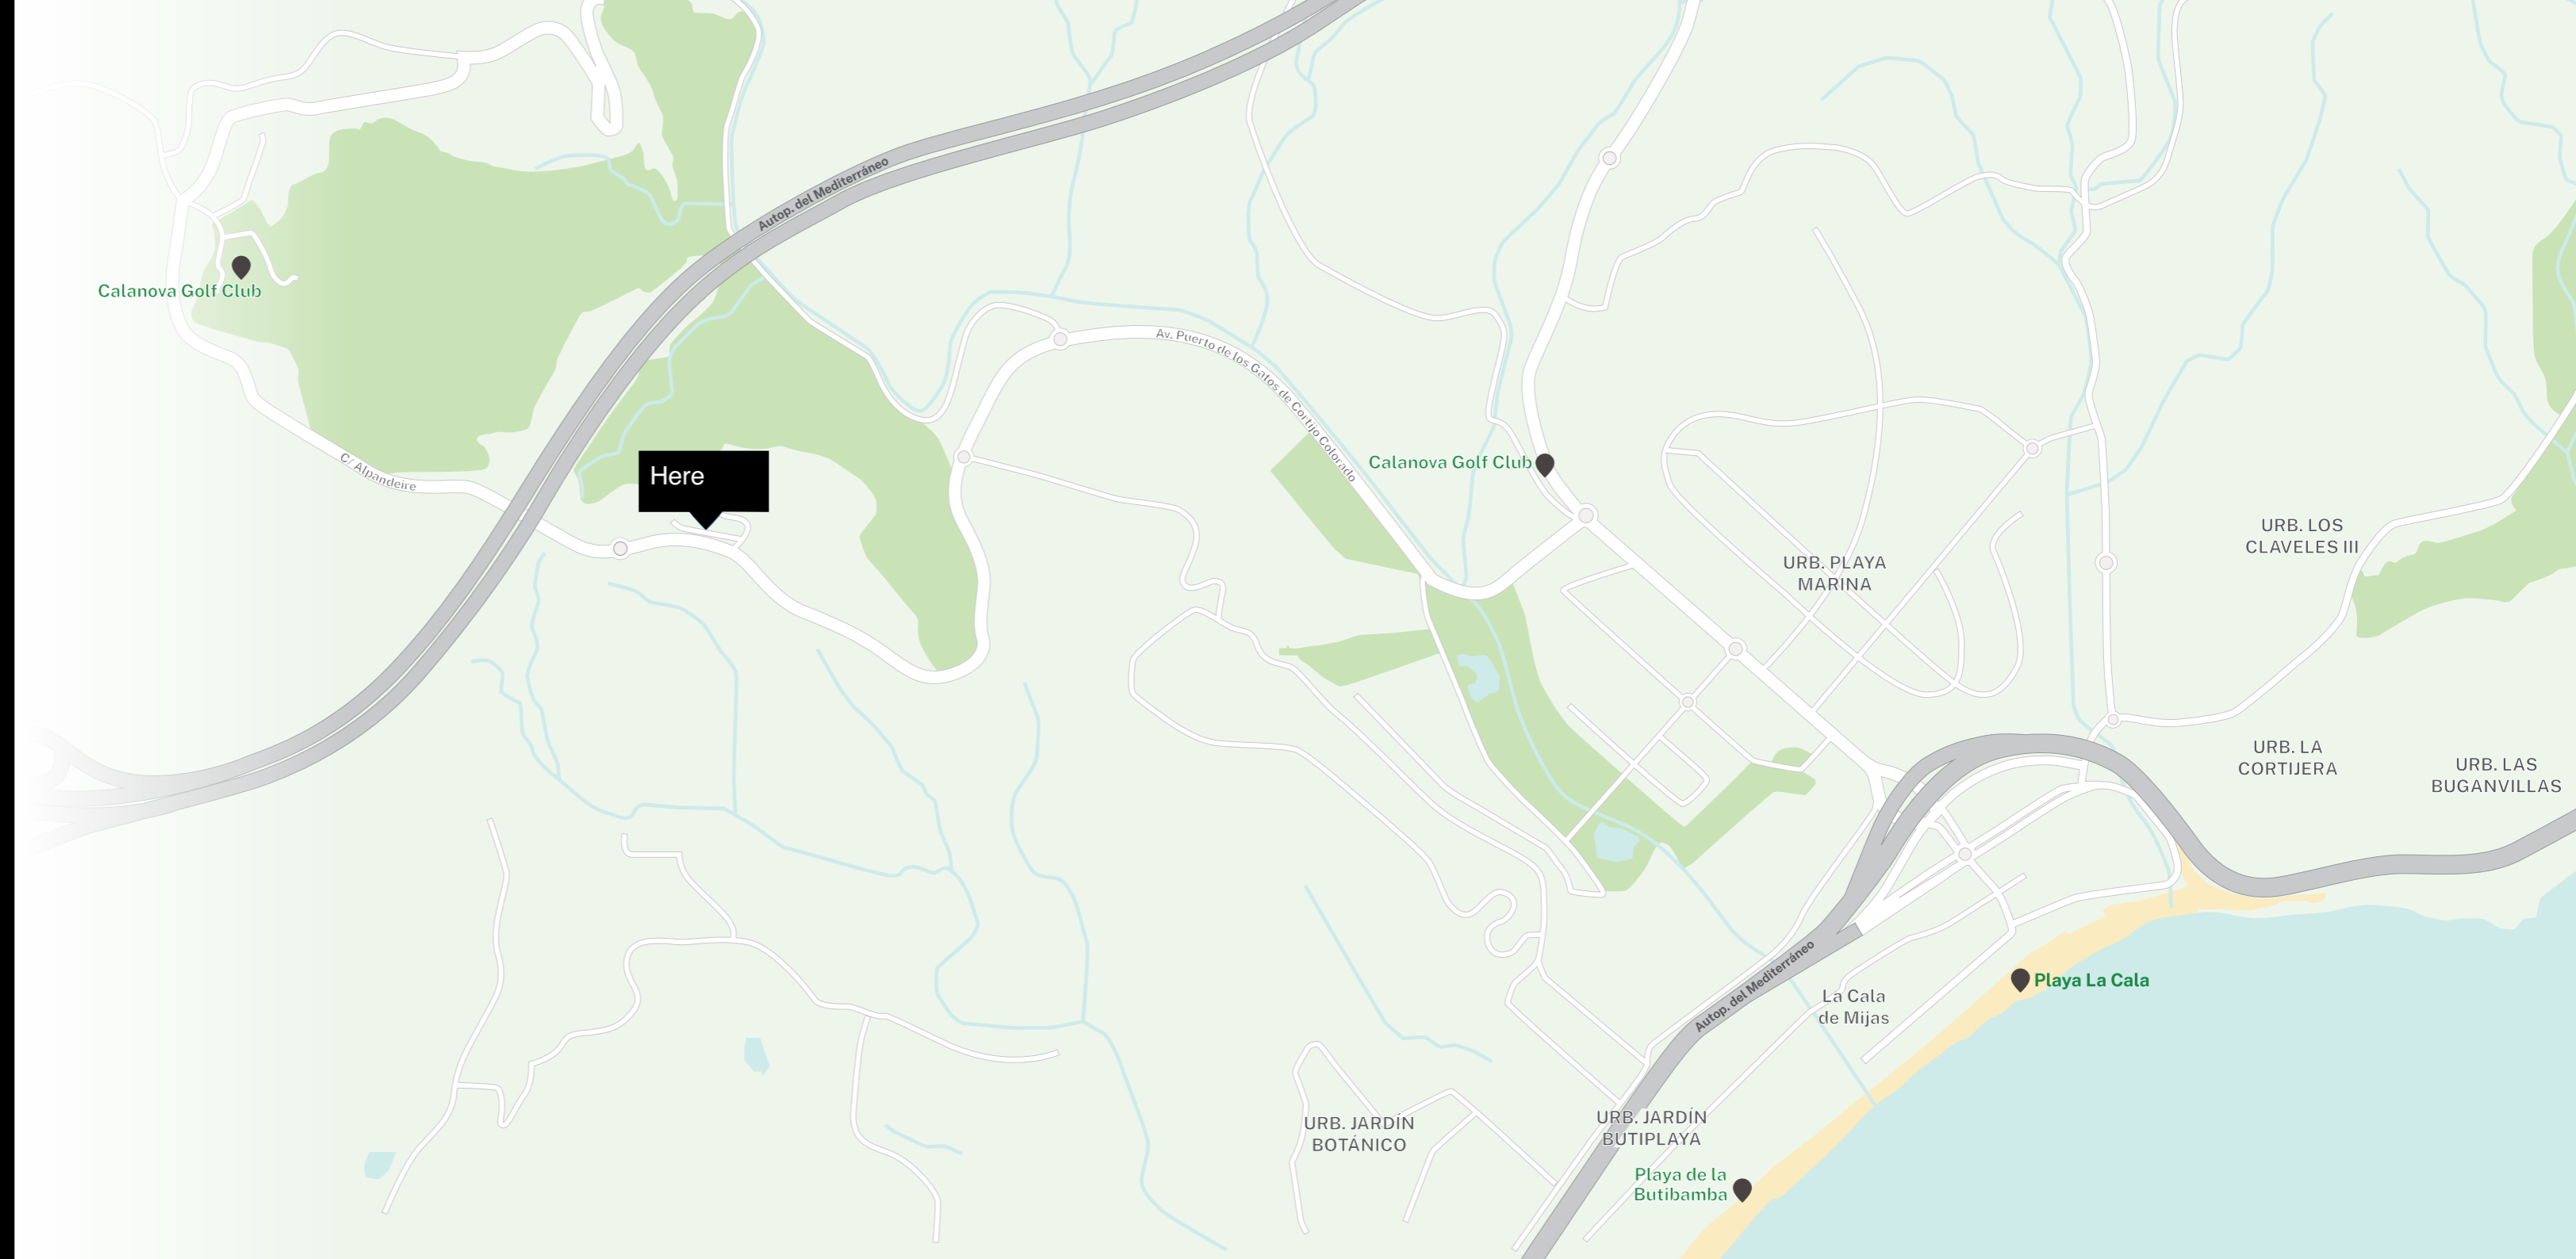 Autop. del Mediterráneo
Calanova Golf Club
Av. Puerto de los Gatos de Cortijo Colorado
C/ Alpandeire
Here
Calanova Golf Club
URB. PLAYA
MARINA
URB. LOS
CLAVELES III
URB. LA
CORTIJERA
URB. LAS
BUGANVILLAS
Autop. del Mediterráneo
Playa La Cala
La Cala
de Mijas
URB. JARDÍN
BOTÁNICO
URB. JARDÍN
BUTIPLAYA
Playa de la
Butibamba